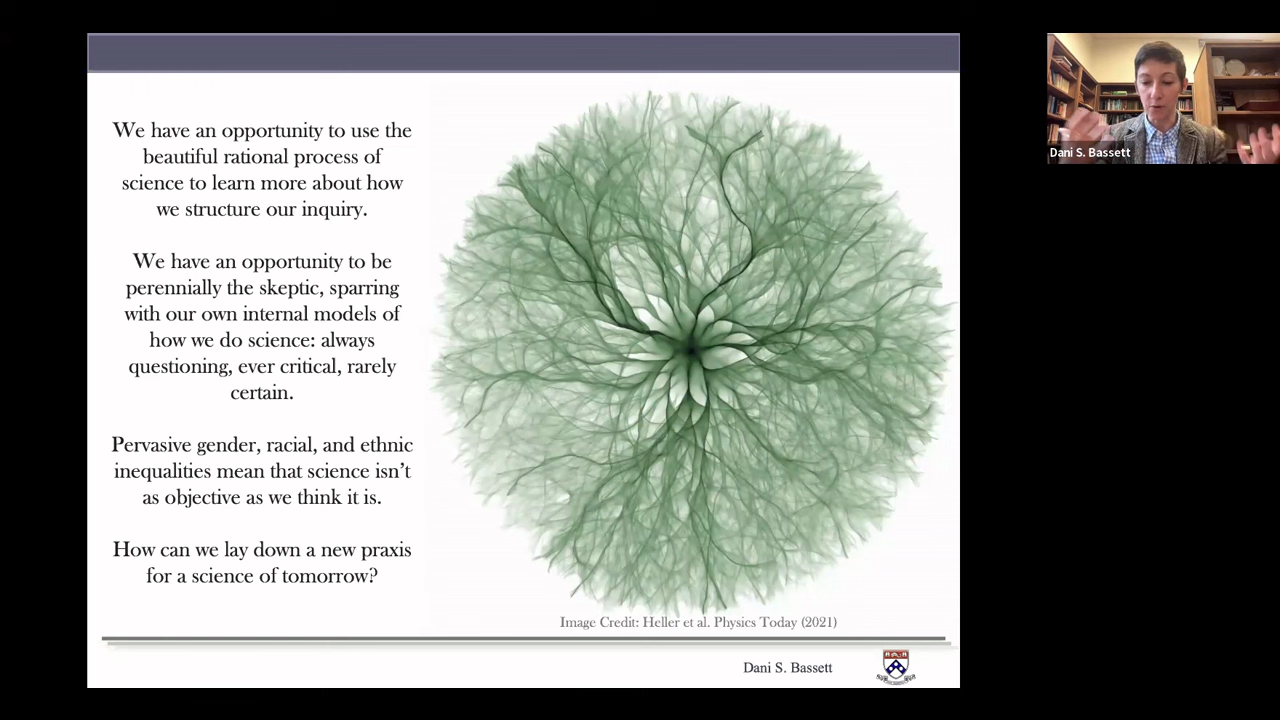 We have an opportunity to use the
beautiful rational process of
science to learn more about how
we structure our inquiry.
We have an opportunity to be
perennially the skeptic, sparring
with our own internal models of
how we do science: always
questioning, ever critical, rarely
certain.
Pervasive gender, racial, and ethnic
inequalities mean that science isn’t
as objective as we think it is.
How can we lay down a new praxis
for a science of tomorrow?
Image Credit: Heller et al. Physics Today (2021)
Dani S. Bassett
Dani S. Bassett